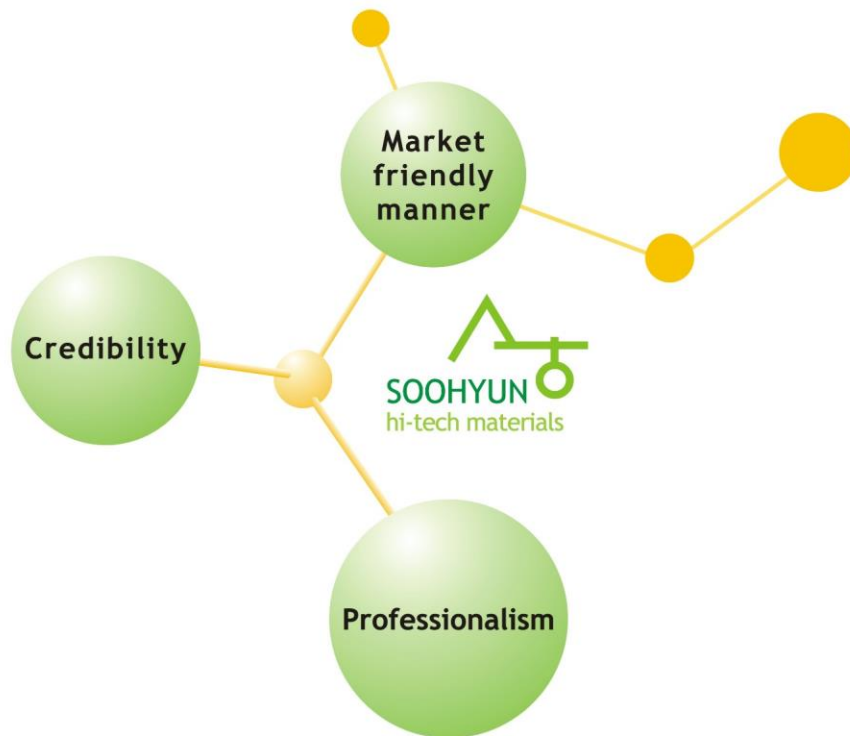 Market
friendly
manner
Credibility
SOOHYUN
hi-tech materials
Professionalism